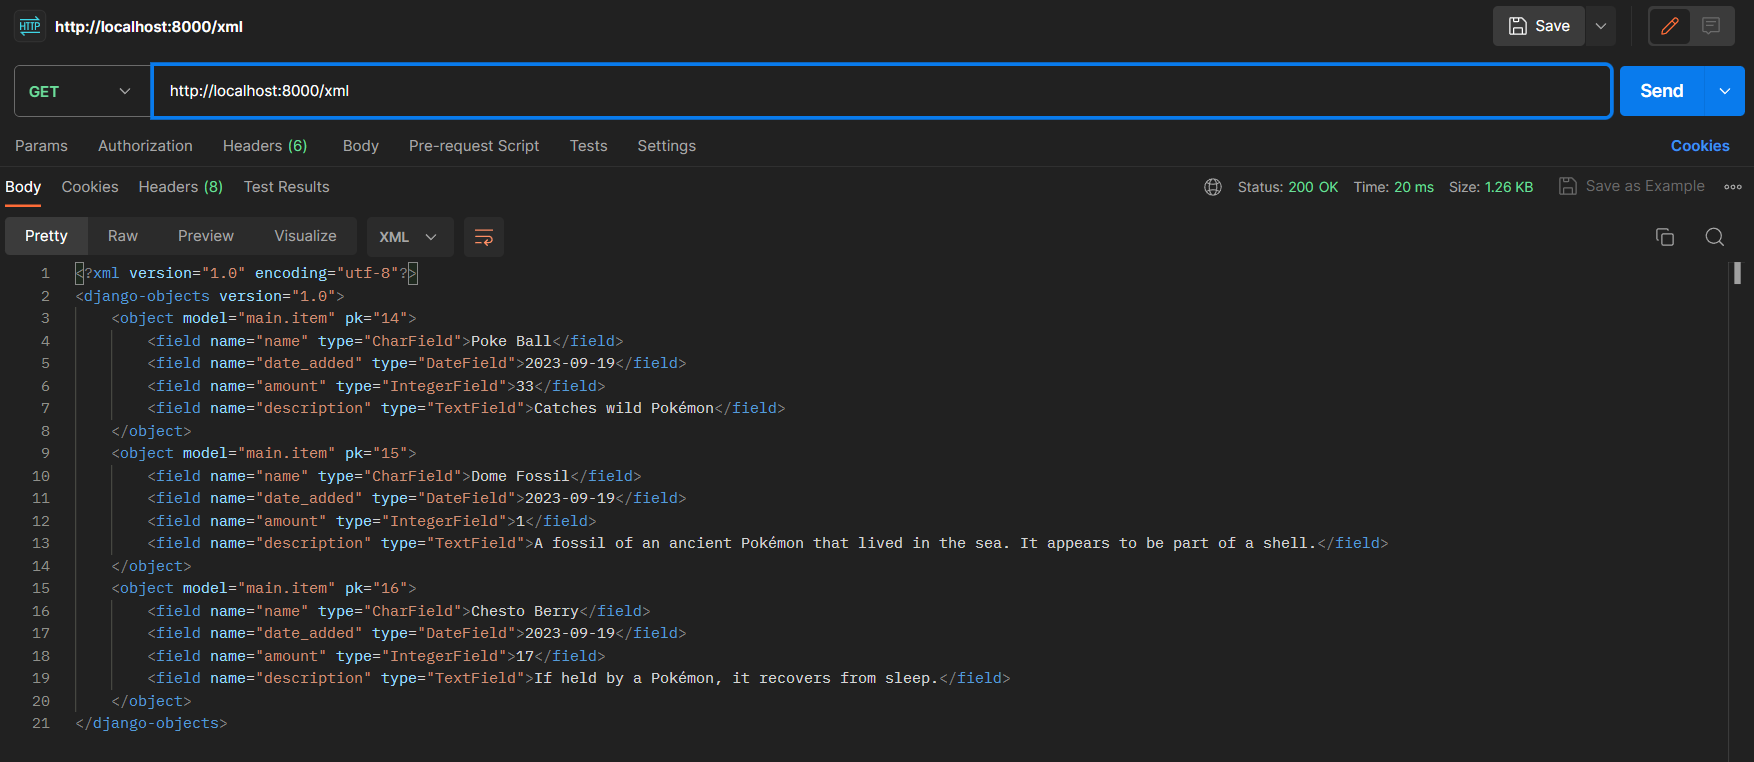 HTTP http://localhost:8000/xml Save
GET http://localhost:8000/xml Send
Params Authorization Headers (6) Body Pre-request Script Tests Settings Cookies
Body Cookies Headers (8) Test Results Status: 200 OK Time: 20 ms Size: 1.26 KB Save as Example
Pretty Raw Preview Visualize XML
1 <?xml version="1.0" encoding="utf-8"?>
2 <django-objects version="1.0">
3 <object model="main.item" pk="14">
4 <field name="name" type="CharField">Poke Ball</field>
5 <field name="date_added" type="DateField">2023-09-19</field>
6 <field name="amount" type="IntegerField">33</field>
7 <field name="description" type="TextField">Catches wild Pokémon</field>
8 </object>
9 <object model="main.item" pk="15">
10 <field name="name" type="CharField">Dome Fossil</field>
11 <field name="date_added" type="DateField">2023-09-19</field>
12 <field name="amount" type="IntegerField">1</field>
13 <field name="description" type="TextField">A fossil of an ancient Pokémon that lived in the sea. It appears to be part of a shell.</field>
14 </object>
15 <object model="main.item" pk="16">
16 <field name="name" type="CharField">Chesto Berry</field>
17 <field name="date_added" type="DateField">2023-09-19</field>
18 <field name="amount" type="IntegerField">17</field>
19 <field name="description" type="TextField">If held by a Pokémon, it recovers from sleep.</field>
20 </object>
21 </django-objects>